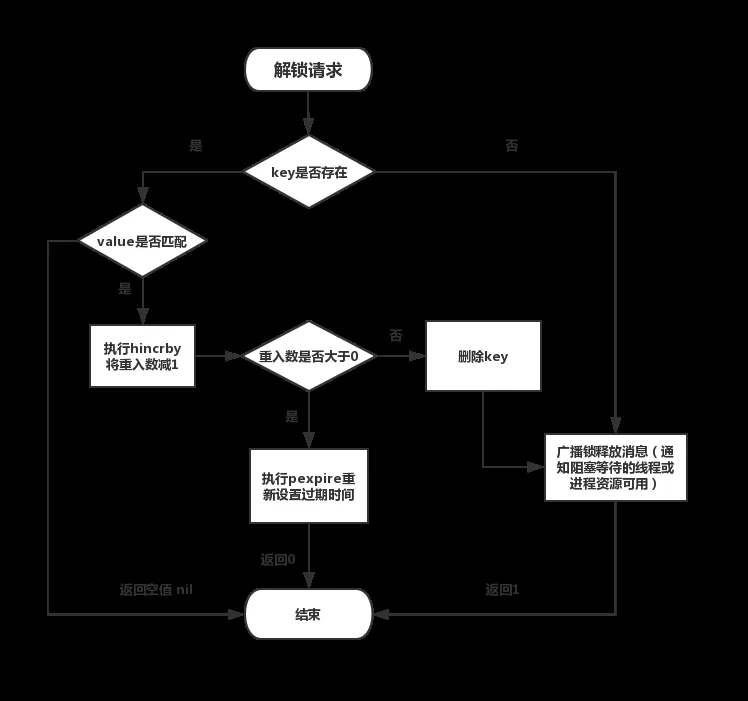 解锁请求
是
否
key是否存在
value是否匹配
是
执行hincrby
将重入数减1
重入数是否大于0
否
删除key
是
广播锁释放消息（通
知阻塞等待的线程或
进程资源可用）
执行pexpire重
新设置过期时间
返回0
返回空值 nil
返回1
结束